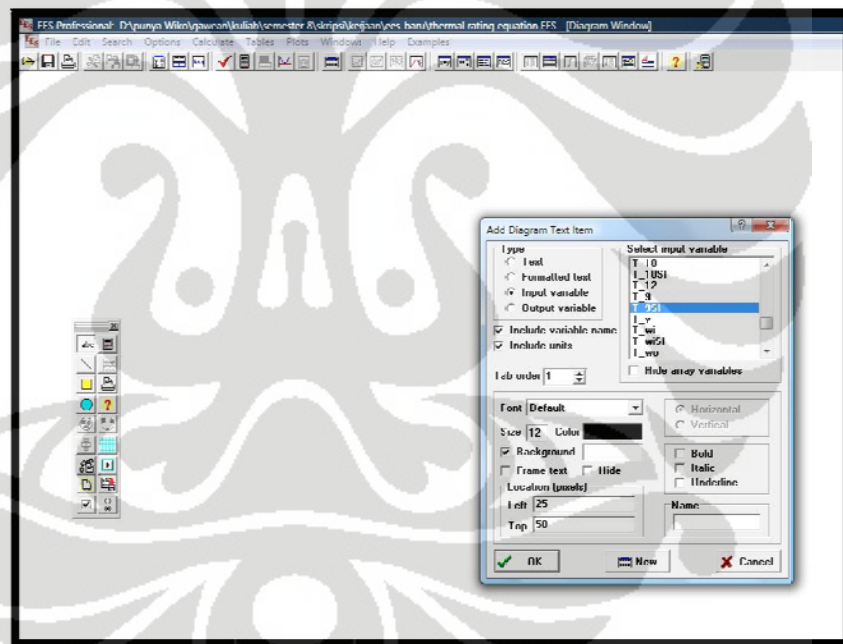 EES Professional: D:\punya Wiko\gawean\kuliah\semester 8\skripsi\kerjaan\ees baru\thermal rating equation.EES - [Diagram Window]
File Edit Search Options Calculate Tables Plots Windows Help Examples
Add Diagram Text Item
Type
Text
Formatted text
Input variable
Output variable
Include variable name
Include units
Tab order 1
Select input variable
T_10
T_10SI
T_12
T_9
T_9SI
T_v
T_wi
T_wiSI
T_wo
Hide array variables
Font Default
Size 12 Color
Background
Frame text Hide
Location (pixels)
Left 25
Top 50
Horizontal
Vertical
Bold
Italic
Underline
Name
OK
New
Cancel
abc